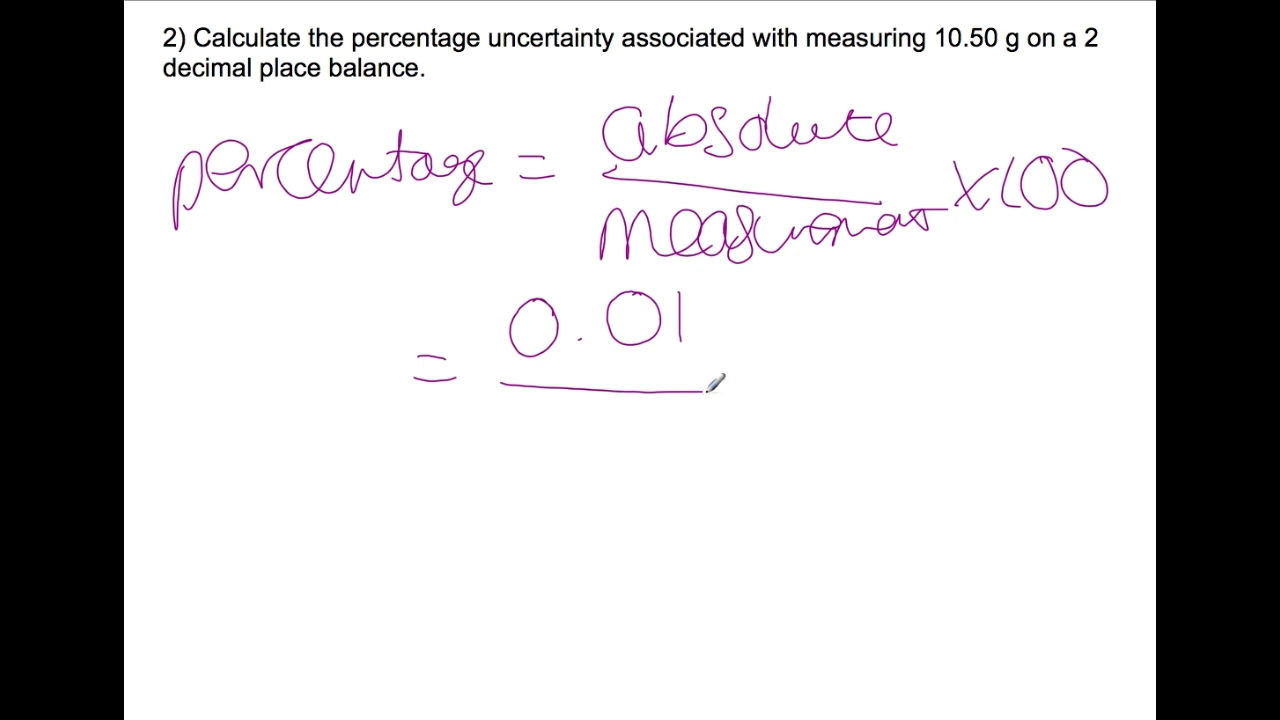 2) Calculate the percentage uncertainty associated with measuring 10.50 g on a 2
decimal place balance.
percentage = absolute
measurement ×100
= 0.01